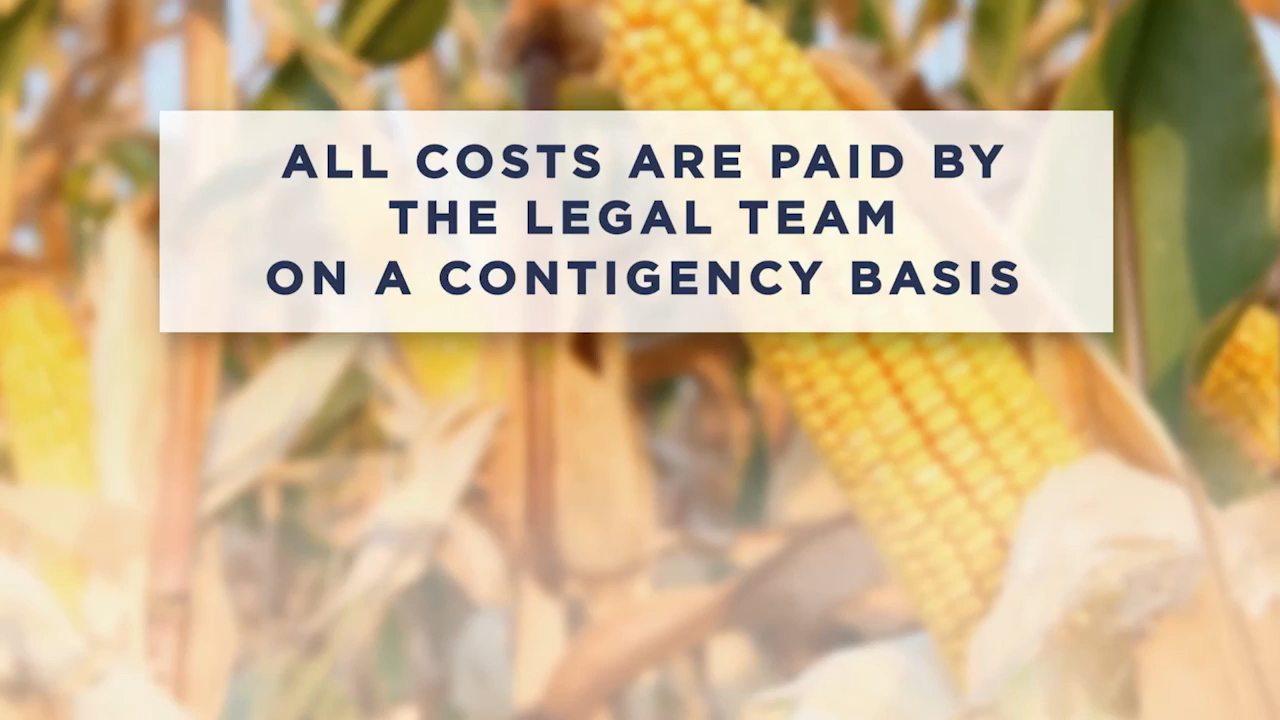 ALL COSTS ARE PAID BY
THE LEGAL TEAM
ON A CONTIGENCY BASIS